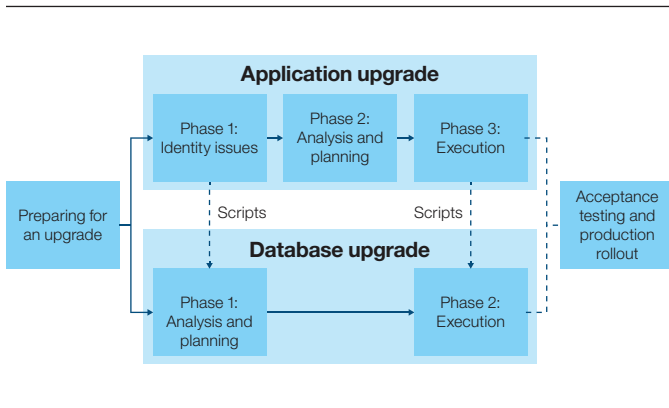 Application upgrade
Phase 1:
Identity issues
Phase 2:
Analysis and
planning
Phase 3:
Execution
Preparing for
an upgrade
Scripts
Scripts
Acceptance
testing and
production
rollout
Database upgrade
Phase 1:
Analysis and
planning
Phase 2:
Execution